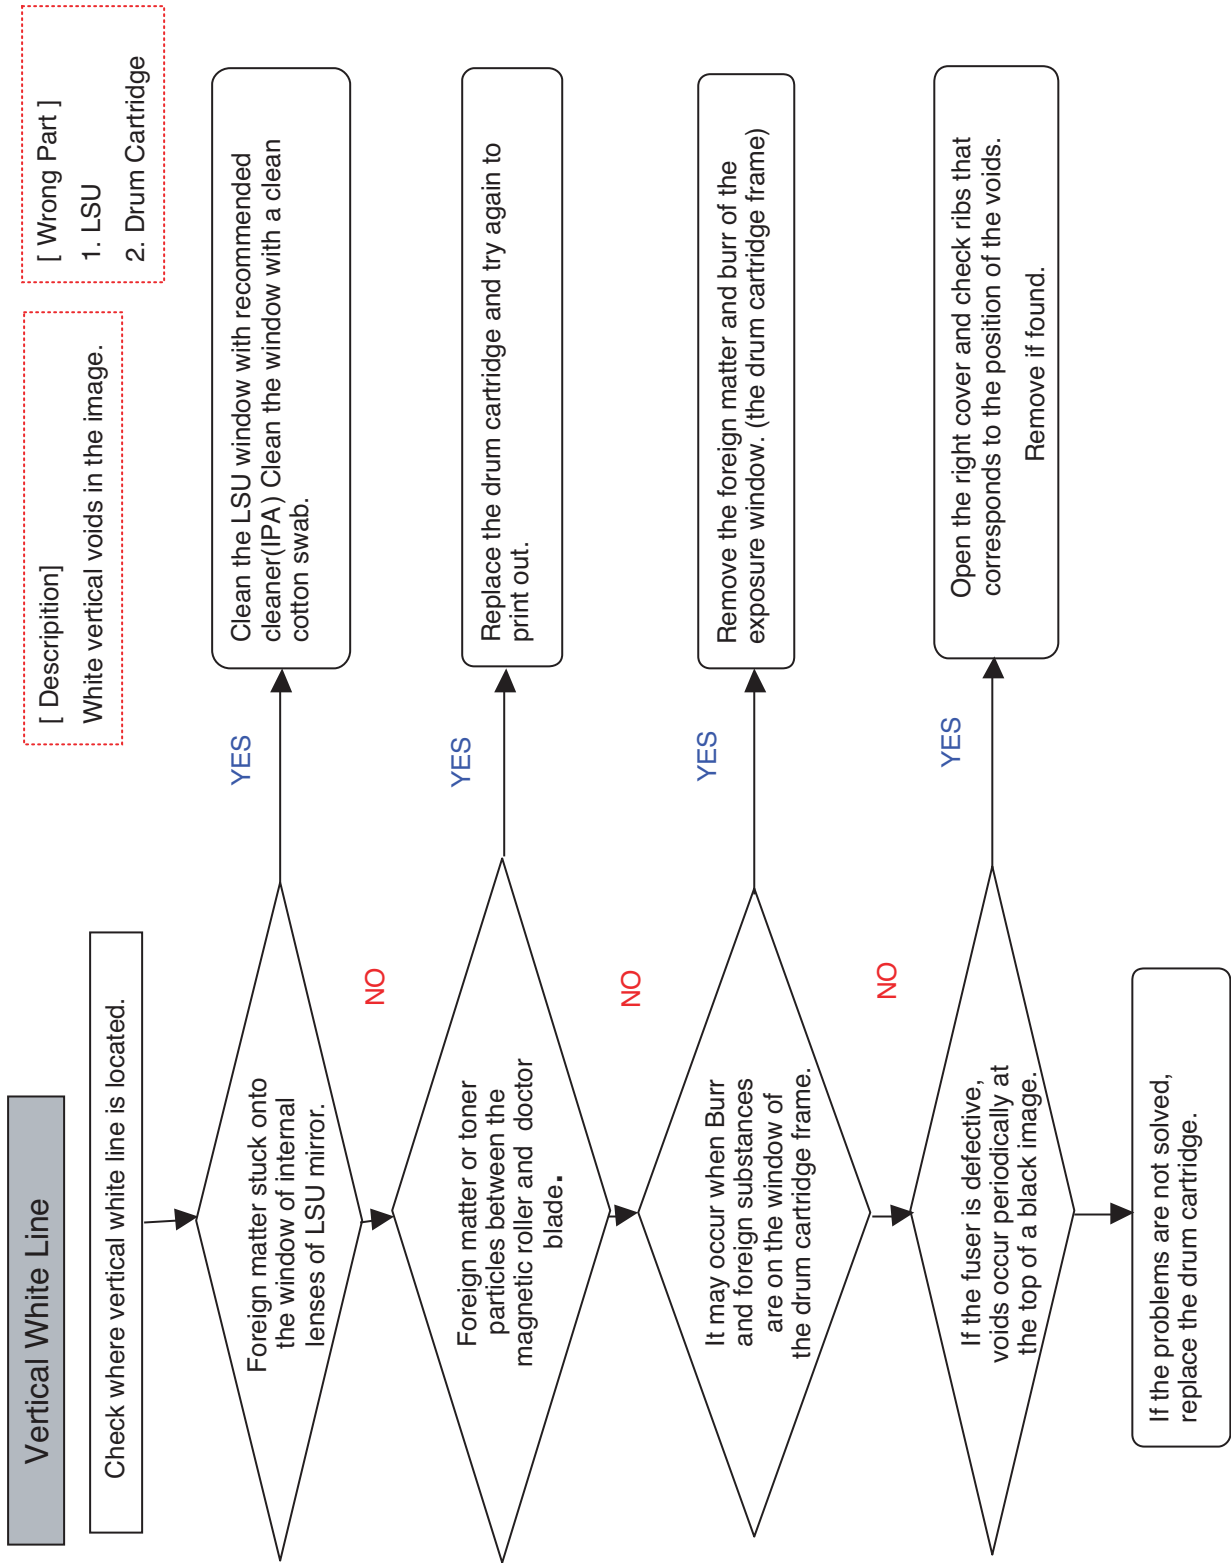 Vertical White Line
[ Descripition]
White vertical voids in the image.
[ Wrong Part ]
1. LSU
2. Drum Cartridge
Check where vertical white line is located.
Foreign matter stuck onto
the window of internal
lenses of LSU mirror.
YES
Clean the LSU window with recommended
cleaner(IPA) Clean the window with a clean
cotton swab.
NO
Foreign matter or toner
particles between the
magnetic roller and doctor
blade.
YES
Replace the drum cartridge and try again to
print out.
NO
It may occur when Burr
and foreign substances
are on the window of
the drum cartridge frame.
YES
Remove the foreign matter and burr of the
exposure window. (the drum cartridge frame)
NO
If the fuser is defective,
voids occur periodically at
the top of a black image.
YES
Open the right cover and check ribs that
corresponds to the position of the voids.
Remove if found.
If the problems are not solved,
replace the drum cartridge.